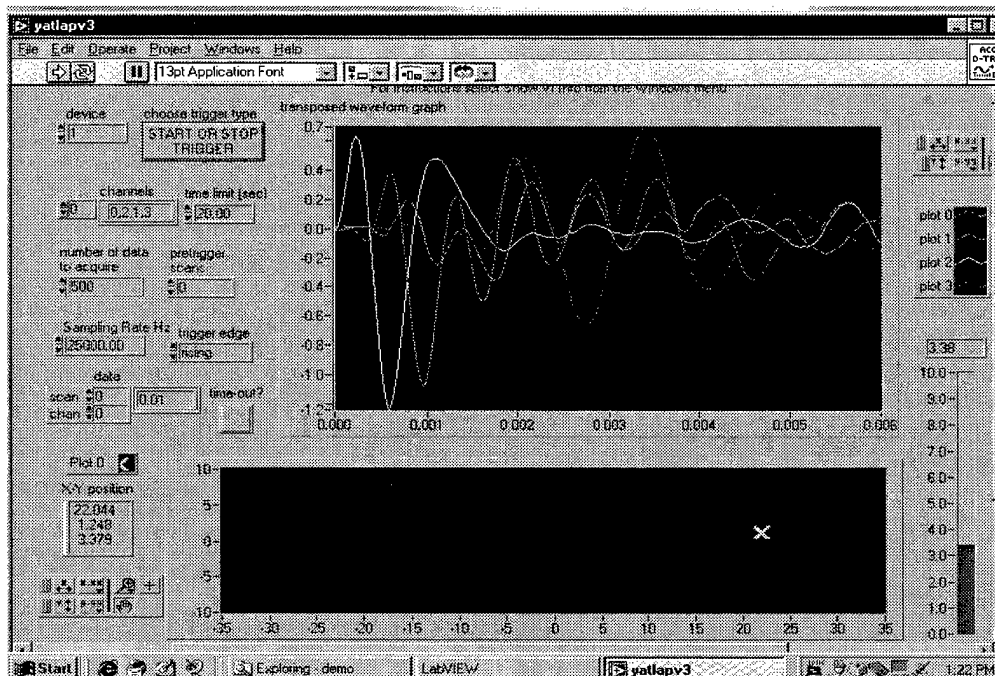 yatlapv3
File Edit Operate Project Windows Help
13pt Application Font
For instructions select Show VI Info from the Windows menu
device
1
choose trigger type
START OR STOP
TRIGGER
channels
0
0,2,1,3
time limit (sec)
20.00
number of data
to acquire
500
pretrigger
scans
0
Sampling Rate Hz
25000.00
trigger edge
rising
data
scan 0
chan 0
0.01
time-out?
Plot 0
X-Y position
22.044
1.248
3.379
transposed waveform graph
0.7
0.4
0.2
0.0
-0.2
-0.4
-0.6
-0.8
-1.0
-1.2
0.000 0.001 0.002 0.003 0.004 0.005 0.006
plot 0
plot 1
plot 2
plot 3
3.38
10.0
9.0
8.0
7.0
6.0
5.0
4.0
3.0
2.0
1.0
0.0
10
5
0
-5
-10
-35 -30 -25 -20 -15 -10 -5 0 5 10 15 20 25 30 35
Start
Exploring - demo
LabVIEW
yatlapv3
1:22 PM